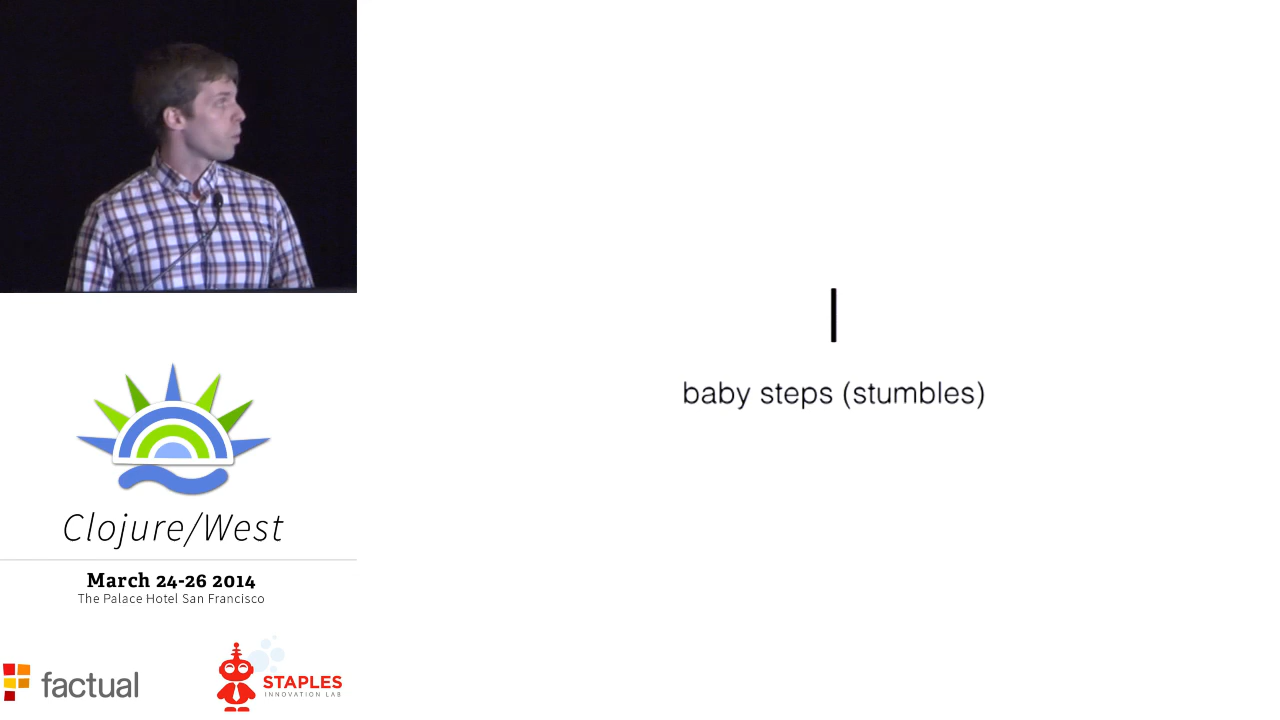 I
baby steps (stumbles)
Clojure/West
March 24-26 2014
The Palace Hotel San Francisco
factual
STAPLES
INNOVATION LAB